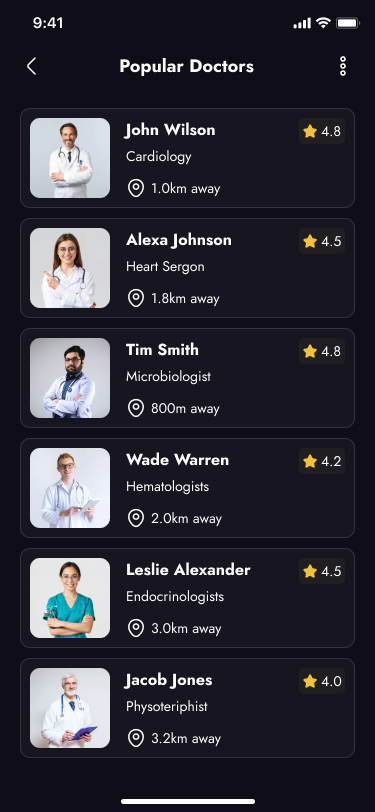 9:41
Popular Doctors
John Wilson
4.8
Cardiology
1.0km away
Alexa Johnson
4.5
Heart Sergon
1.8km away
Tim Smith
4.8
Microbiologist
800m away
Wade Warren
4.2
Hematologists
2.0km away
Leslie Alexander
4.5
Endocrinologists
3.0km away
Jacob Jones
4.0
Physoteriphist
3.2km away